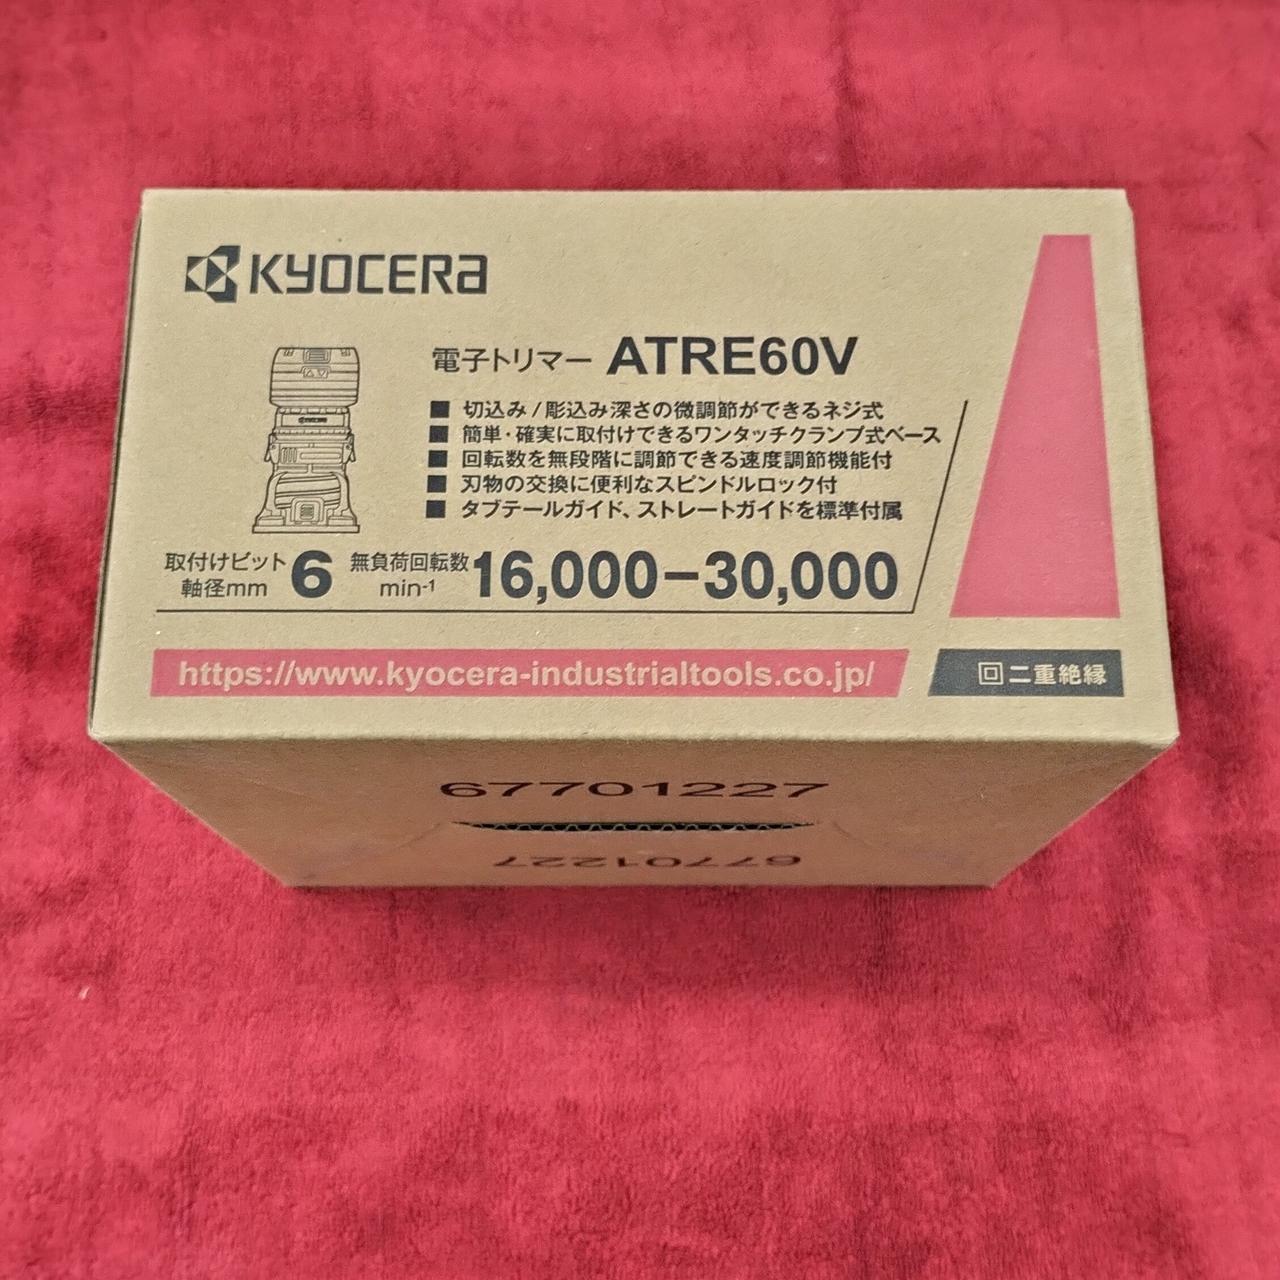 KYOCERA
電子トリマー ATRE60V
■ 切込み/彫込み深さの微調節ができるネジ式
■ 簡単・確実に取付けできるワンタッチクランプ式ベース
■ 回転数を無段階に調節できる速度調節機能付
■ 刃物の交換に便利なスピンドルロック付
■ タブテールガイド、ストレートガイドを標準付属
取付けビット軸径mm 6 無負荷回転数min-1 16,000−30,000
https://www.kyocera-industrialtools.co.jp/
回 二重絶縁
67701227
67701227